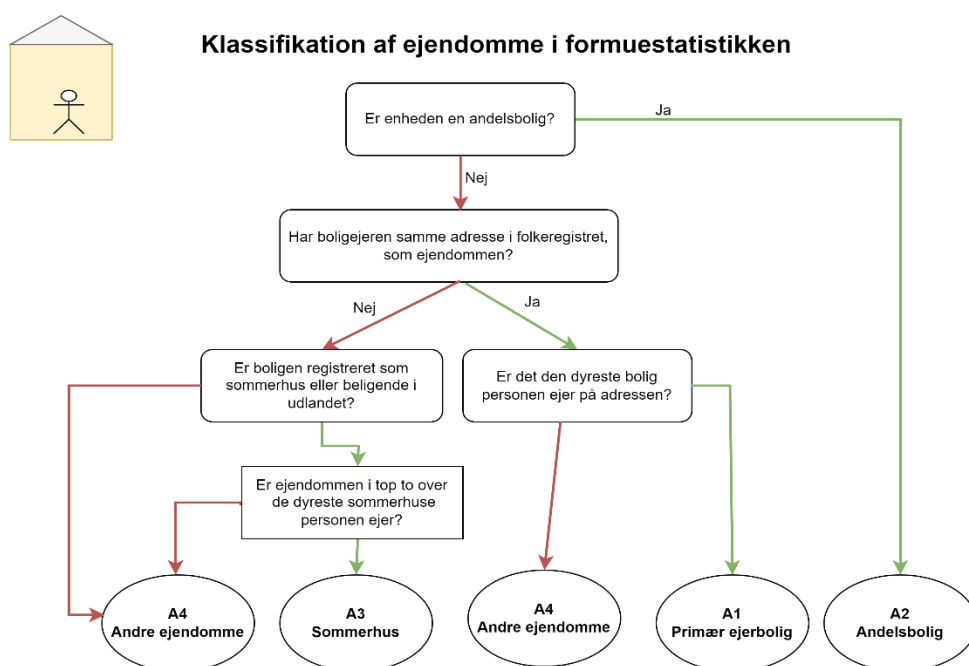 Klassifikation af ejendomme i formuestatistikken
Er enheden en andelsbolig?
Ja
Nej
Har boligejeren samme adresse i folkeregistret,
som ejendommen?
Nej
Ja
Er boligen registreret som
sommerhus eller beligende i
udlandet?
Er det den dyreste bolig
personen ejer på adressen?
Er ejendommen i top to over
de dyreste sommerhuse
personen ejer?
A4
Andre ejendomme
A3
Sommerhus
A4
Andre ejendomme
A1
Primær ejerbolig
A2
Andelsbolig